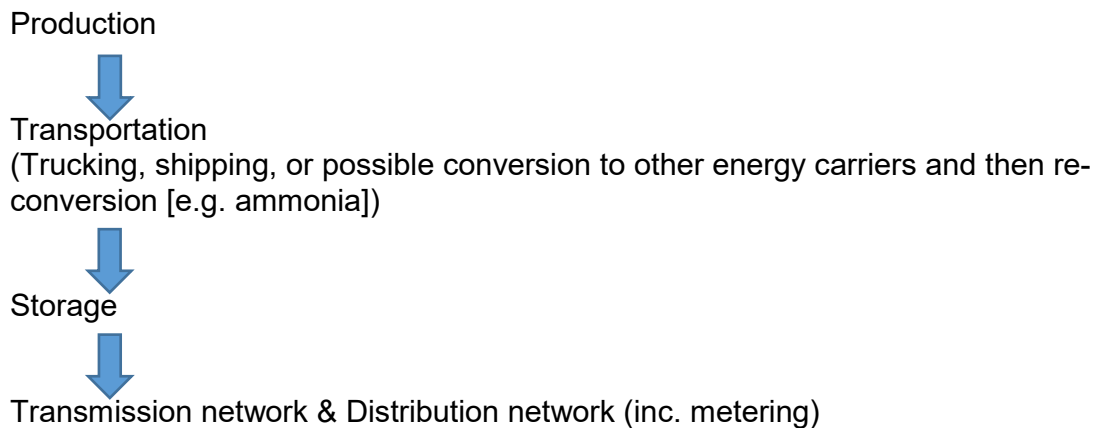 Production
Transportation
(Trucking, shipping, or possible conversion to other energy carriers and then re-
conversion [e.g. ammonia])
Storage
Transmission network & Distribution network (inc. metering)